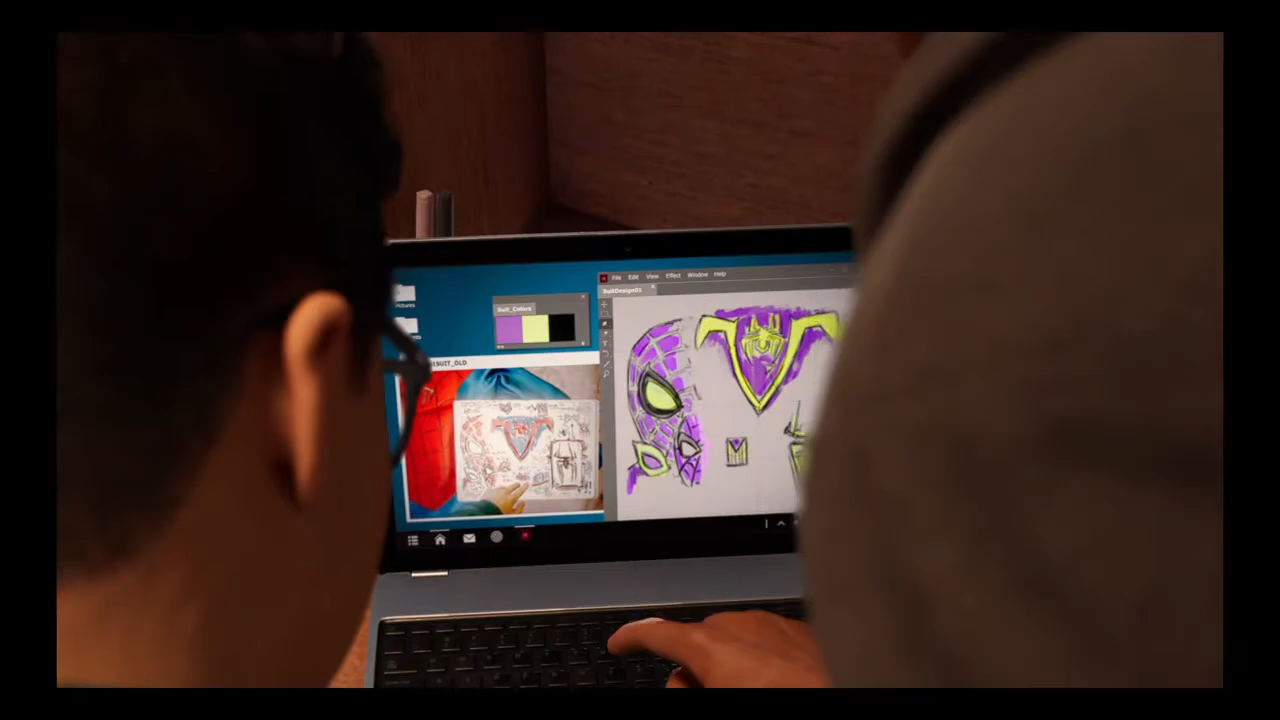 File Edit View Effect Window Help
SuitDesign01
Suit_Colors
Pictures
SUIT_OLD